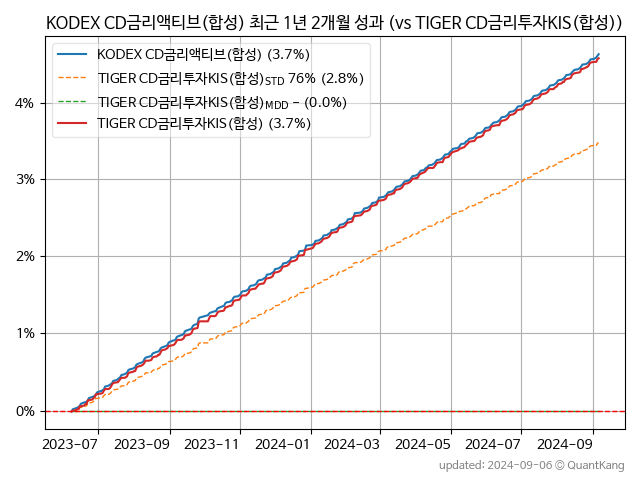 KODEX CD금리액티브(합성) 최근 1년 2개월 성과 (vs TIGER CD금리투자KIS(합성))
KODEX CD금리액티브(합성) (3.7%)
TIGER CD금리투자KIS(합성)STD 76% (2.8%)
TIGER CD금리투자KIS(합성)MDD − (0.0%)
TIGER CD금리투자KIS(합성) (3.7%)
4%
3%
2%
1%
0%
2023-07 2023-09 2023-11 2024-01 2024-03 2024-05 2024-07 2024-09
updated: 2024-09-06 © QuantKang